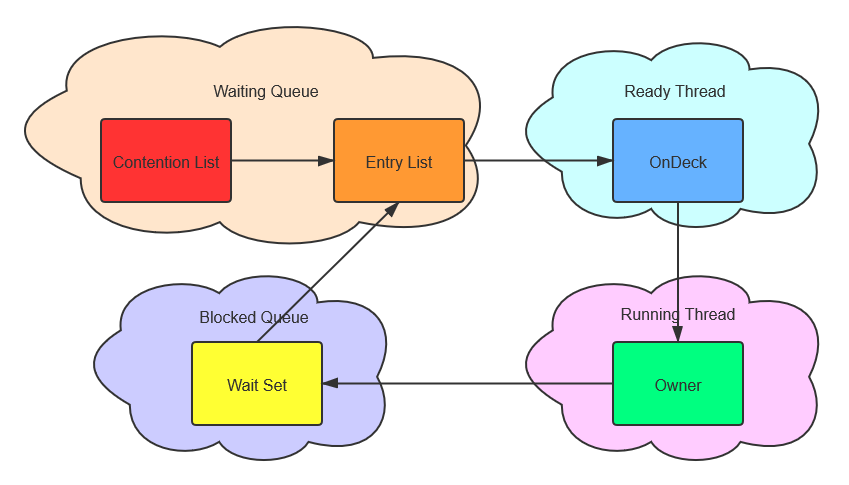 Waiting Queue
Contention List
Entry List
Ready Thread
OnDeck
Blocked Queue
Wait Set
Running Thread
Owner